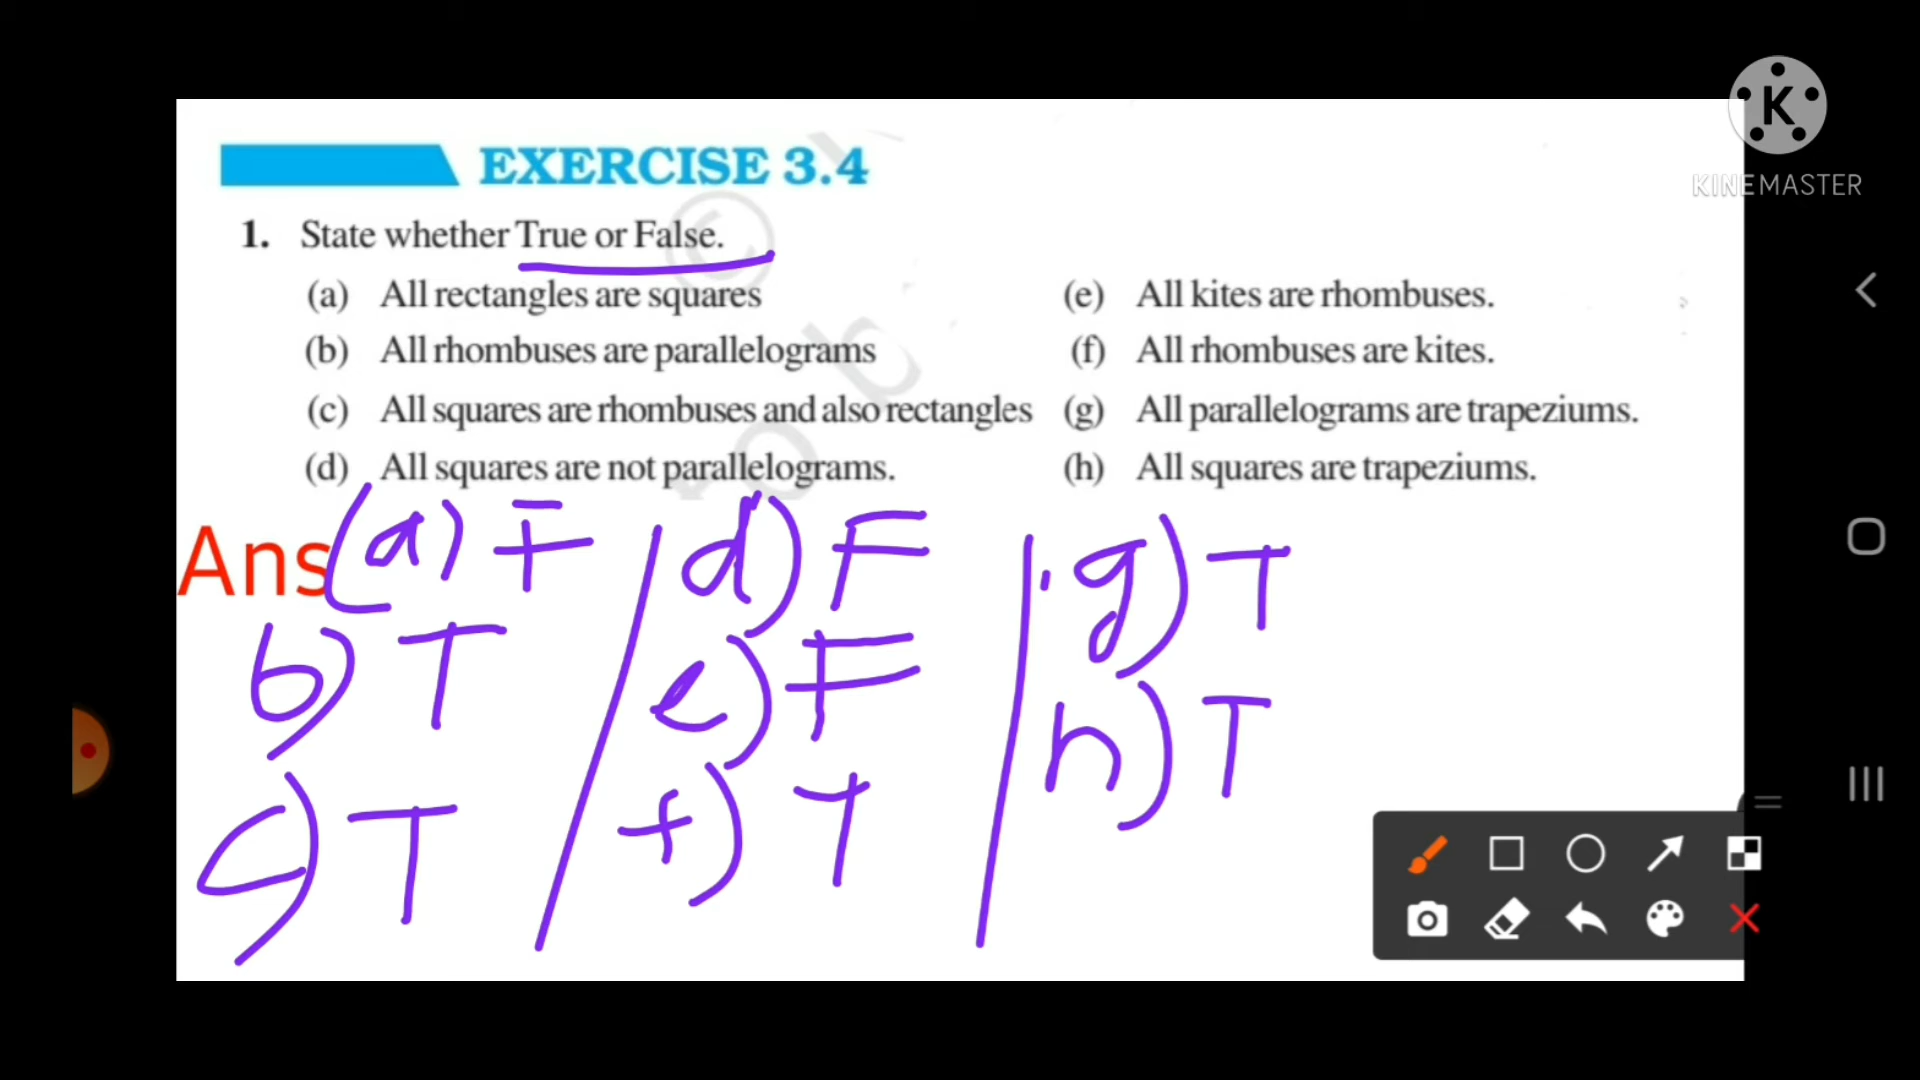 EXERCISE 3.4
1. State whether True or False.
(a) All rectangles are squares
(b) All rhombuses are parallelograms
(c) All squares are rhombuses and also rectangles
(d) All squares are not parallelograms.
(e) All kites are rhombuses.
(f) All rhombuses are kites.
(g) All parallelograms are trapeziums.
(h) All squares are trapeziums.
Ans (a) F
b) T
c) T
d) F
e) F
f) T
g) T
h) T
K
KINEMASTER